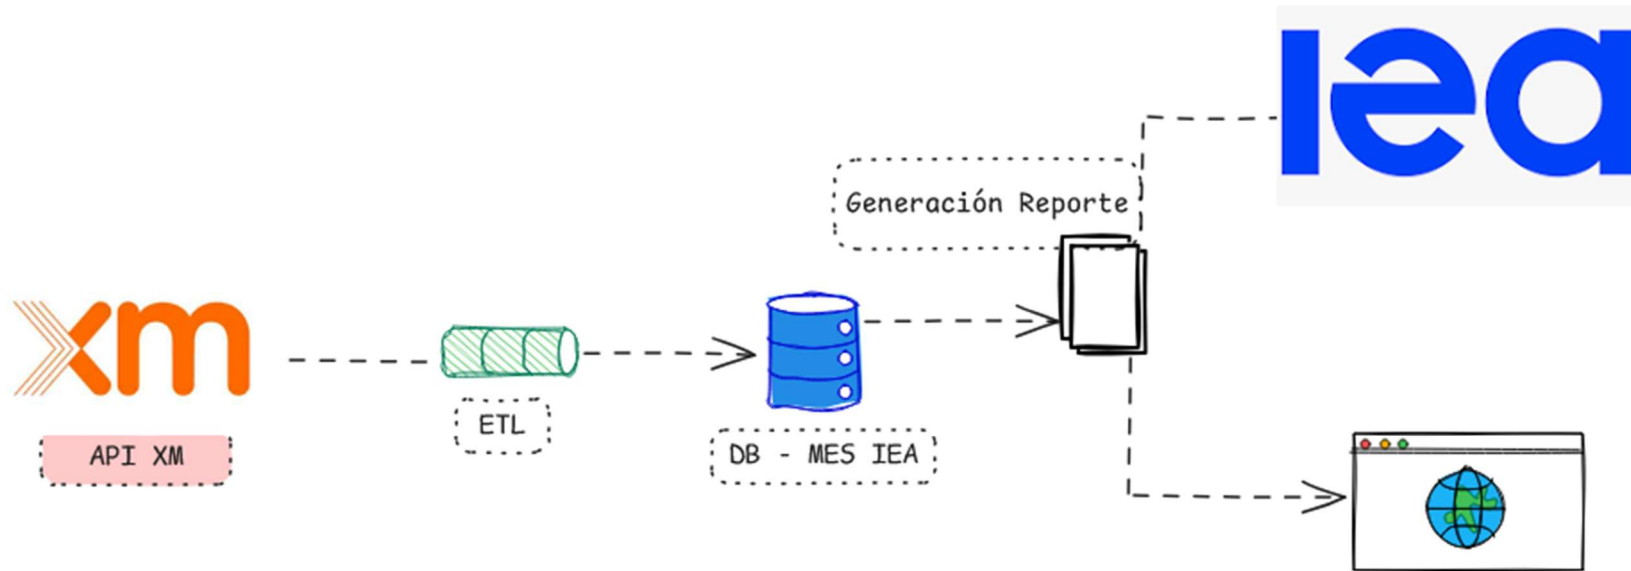 iea
Generación Reporte
xm
ETL
API XM
DB - MES IEA